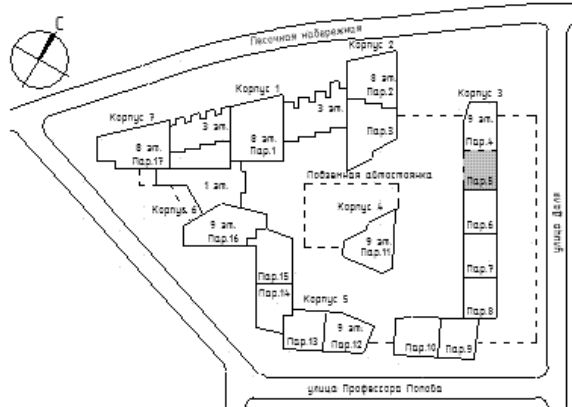 С
Песочная набережная
Корпус 2
8 эт.
Пар.2
Пар.3
Корпус 1
3 эт.
8 эт.
Пар.1
Корпус 7
3 эт.
8 эт.
Пар.17
Корпус 3
9 эт.
Пар.4
Пар.5
Пар.6
Пар.7
Пар.8
улица Даля
Подземная автостоянка
1 эт.
Корпус 6
9 эт.
Пар.16
Корпус 4
9 эт.
Пар.11
Пар.15
Пар.14
Корпус 5
Пар.13
9 эт.
Пар.12
Пар.10
Пар.9
улица Профессора Попова